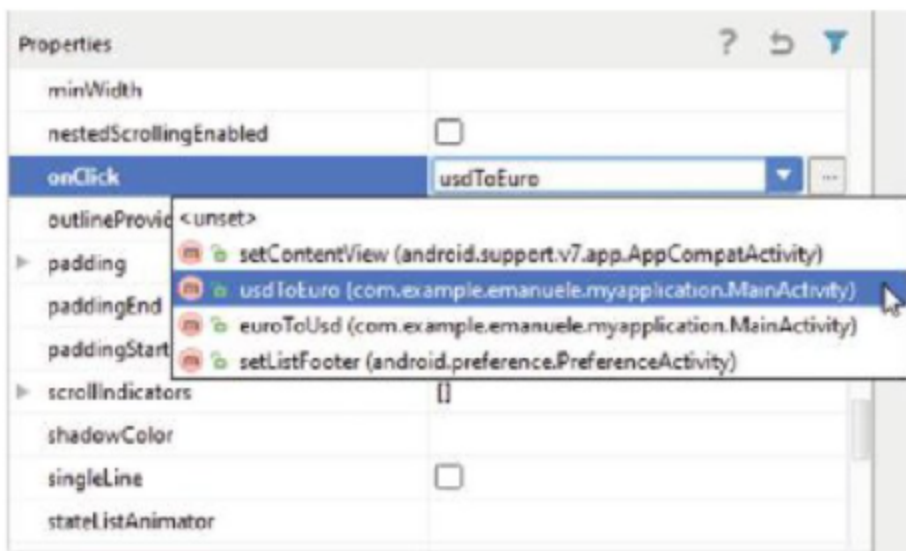 Properties ?
minWidth
nestedScrollingEnabled
onClick usdToEuro ...
outlineProvid <unset>
m setContentView (android.support.v7.app.AppCompatActivity)
padding
m usdToEuro (com.example.emanuele.myapplication.MainActivity)
paddingEnd
m euroToUsd (com.example.emanuele.myapplication.MainActivity)
paddingStart
m setListFooter (android.preference.PreferenceActivity)
scrollIndicators []
shadowColor
singleLine
stateListAnimator